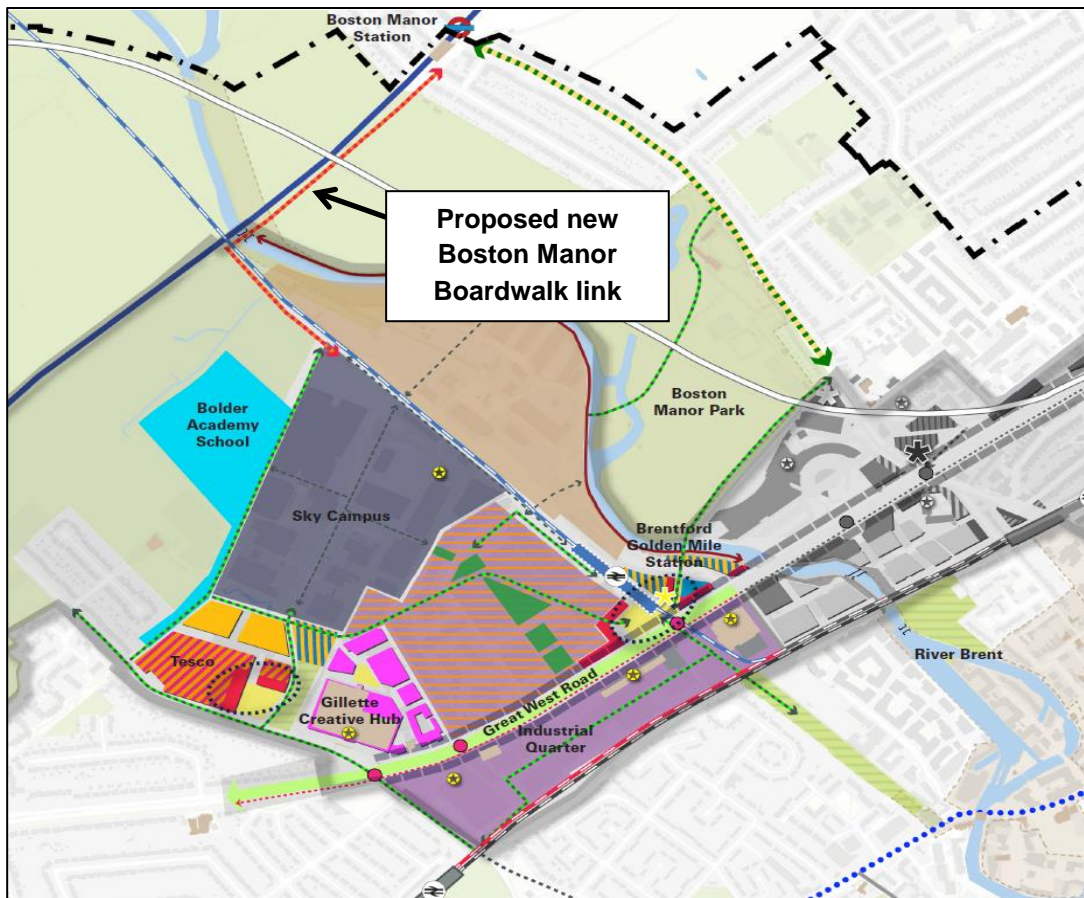 Boston Manor
Station
Proposed new
Boston Manor
Boardwalk link
Boston
Manor Park
Bolder
Academy
School
Sky Campus
Brentford
Golden Mile
Station
River Brent
Tesco
Gillette
Creative Hub
Great West Road
Industrial
Quarter